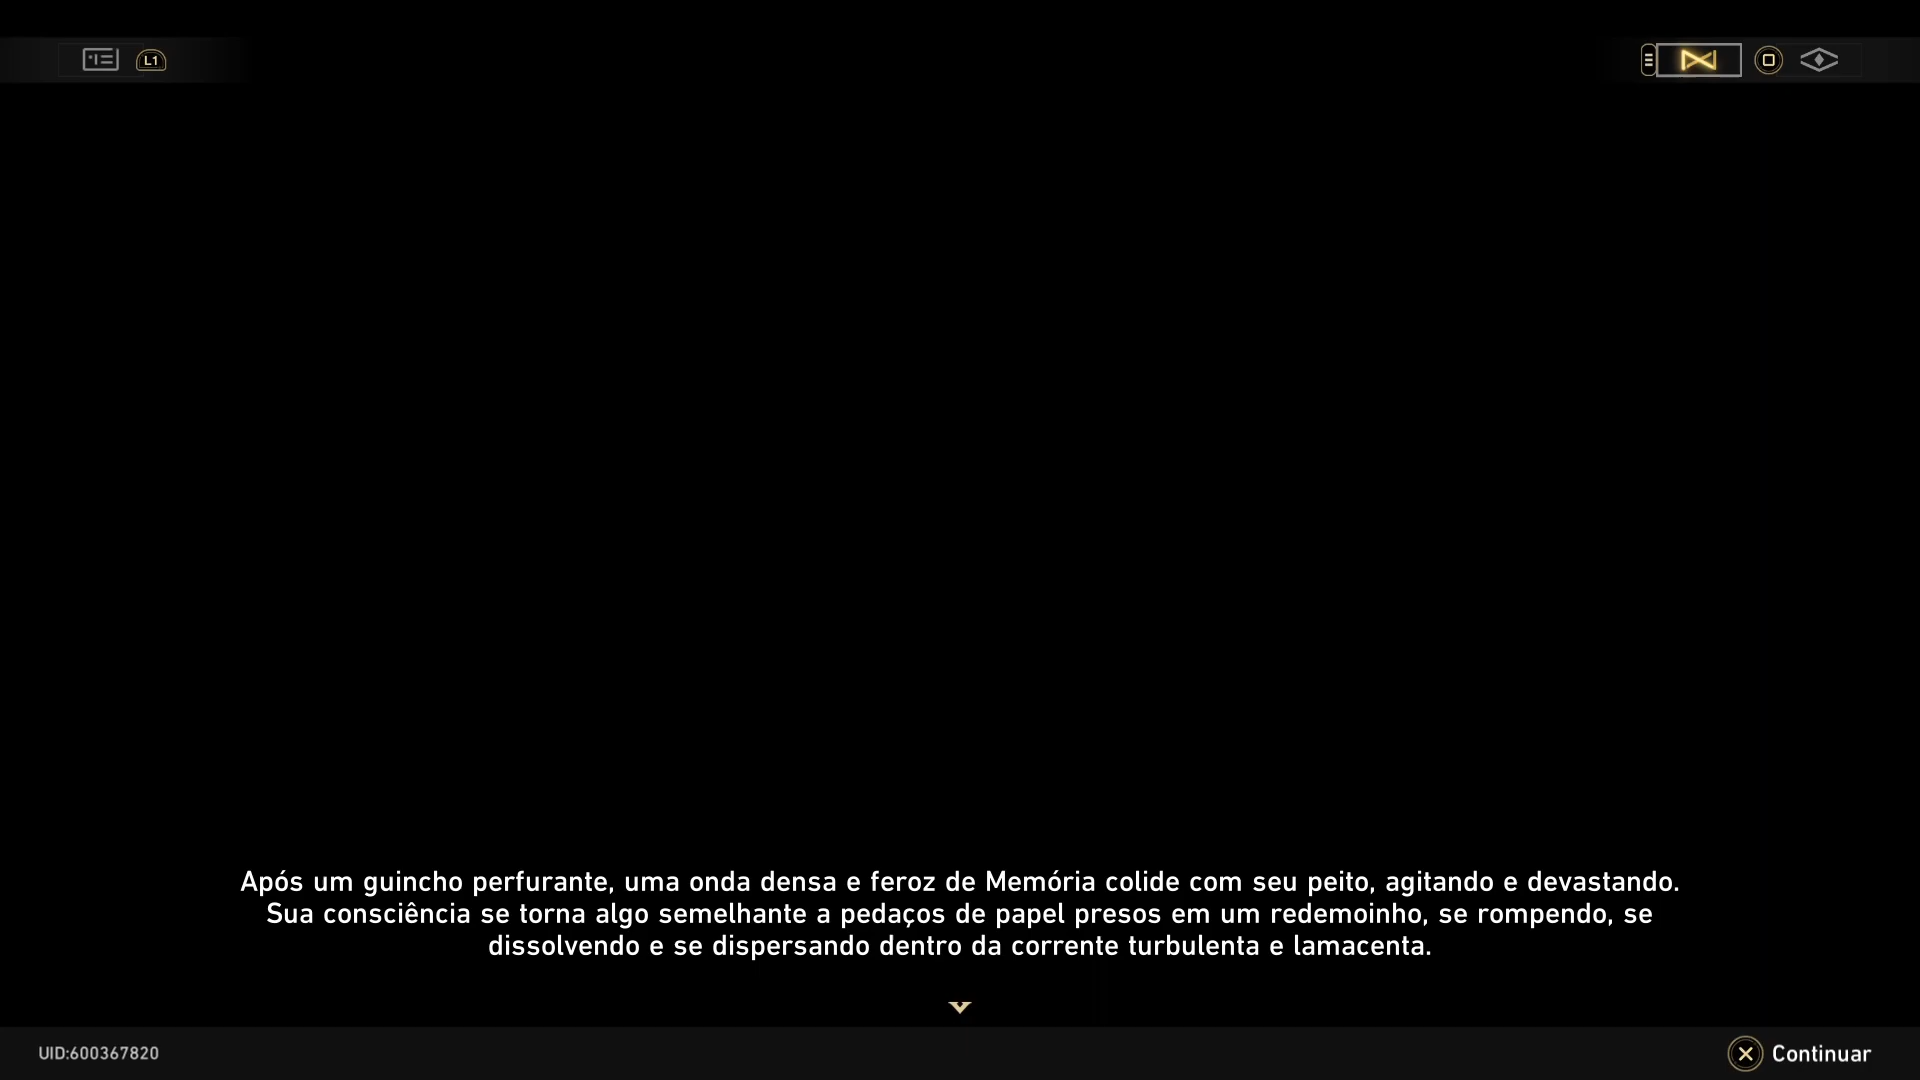 L1
Após um guincho perfurante, uma onda densa e feroz de Memória colide com seu peito, agitando e devastando.
Sua consciência se torna algo semelhante a pedaços de papel presos em um redemoinho, se rompendo, se
dissolvendo e se dispersando dentro da corrente turbulenta e lamacenta.
UID:600367820
Continuar